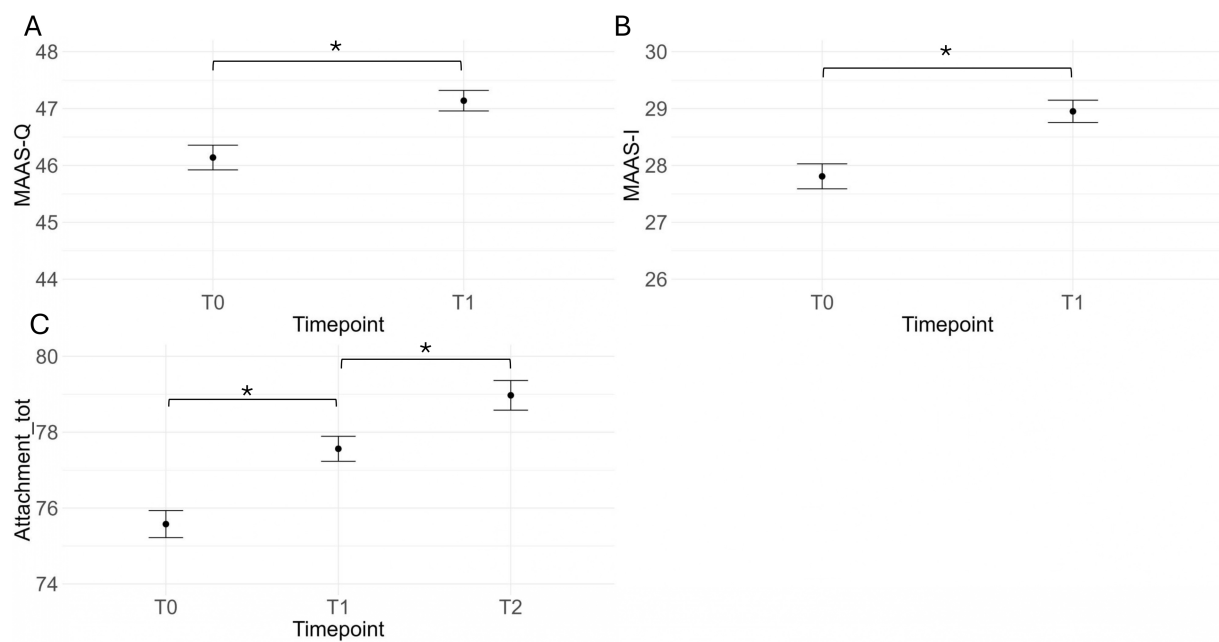 A
MAAS-Q
48
47
46
45
44
*
T0
T1
Timepoint
B
MAAS-I
30
29
28
27
26
*
T0
T1
Timepoint
C
Attachment_tot
80
78
76
74
*
*
T0
T1
T2
Timepoint